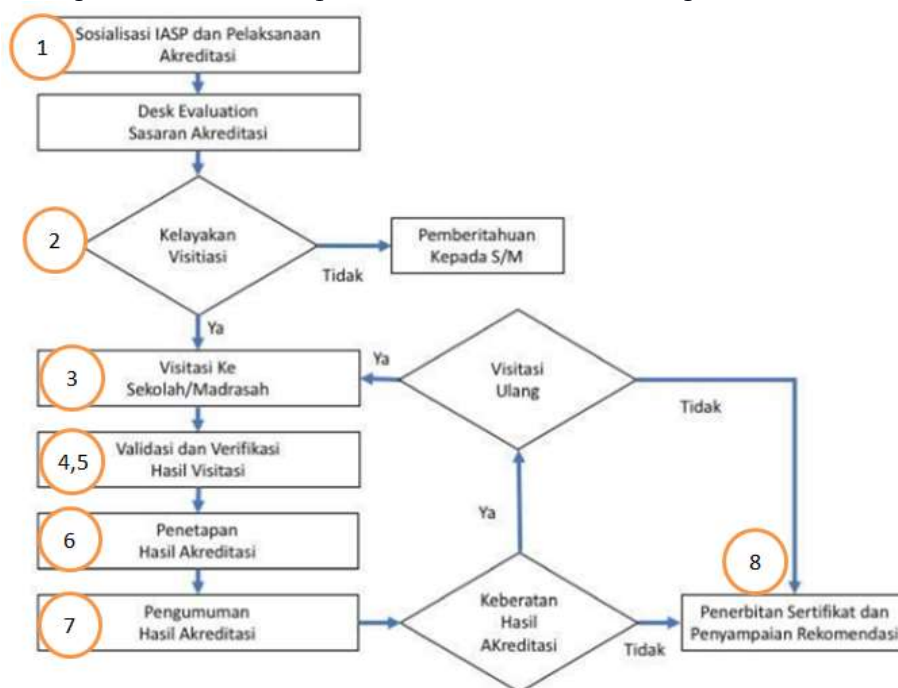 1
Sosialisasi IASP dan Pelaksanaan
Akreditasi
Desk Evaluation
Sasaran Akreditasi
2
Kelayakan
Visitiasi
Tidak
Pemberitahuan
Kepada S/M
Ya
3
Visitasi Ke
Sekolah/Madrasah
Ya
Visitasi
Ulang
Tidak
4,5
Validasi dan Verifikasi
Hasil Visitasi
6
Penetapan
Hasil Akreditasi
Ya
7
Pengumuman
Hasil Akreditasi
Keberatan
Hasil
AKreditasi
Tidak
8
Penerbitan Sertifikat dan
Penyampaian Rekomendasi